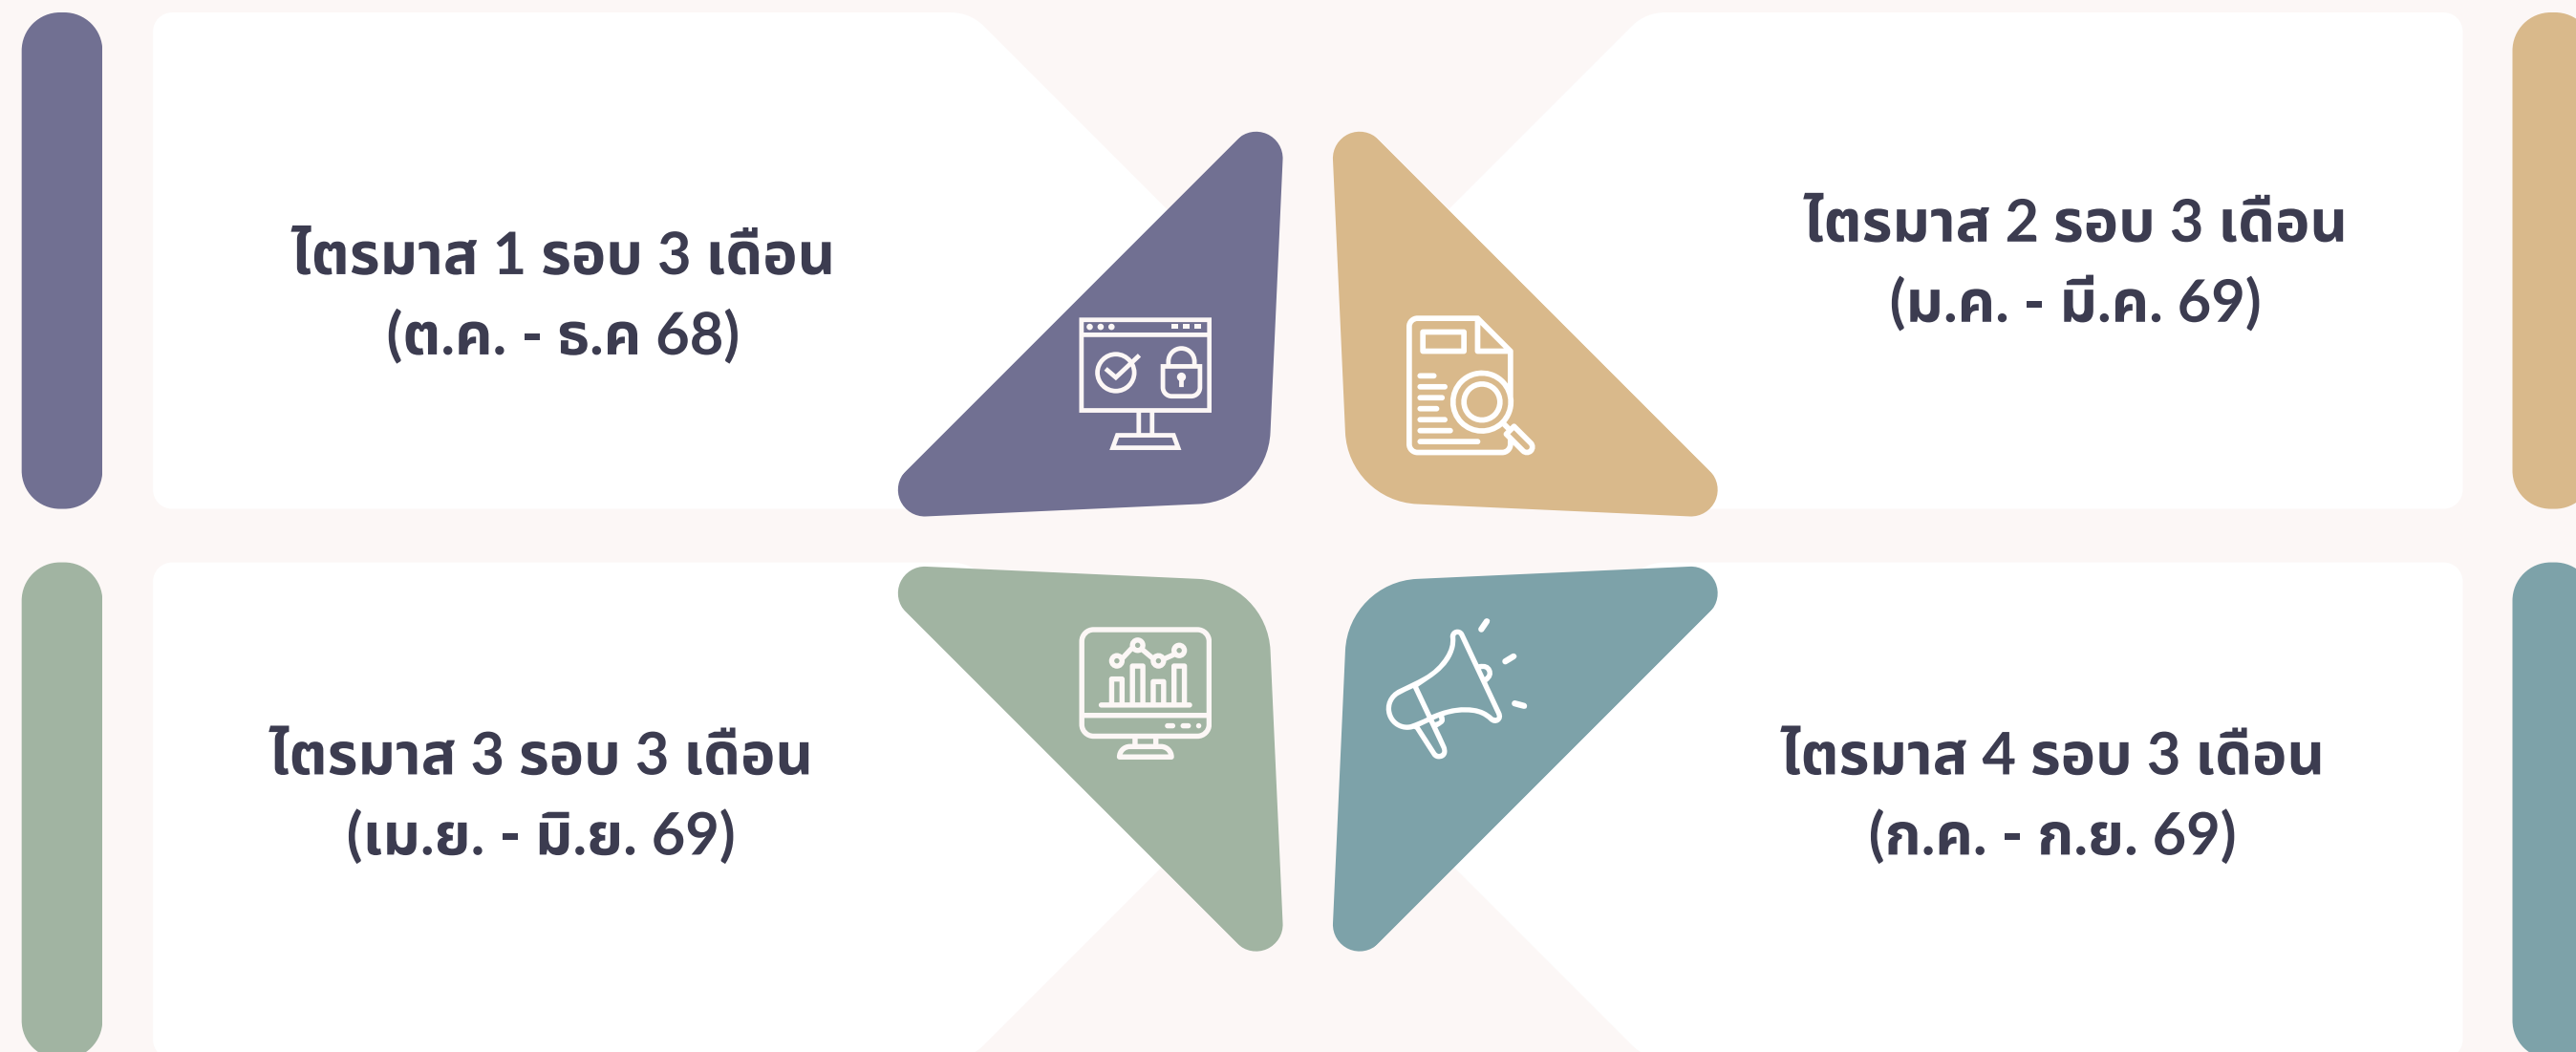 ไตรมาส 1 รอบ 3 เดือน
(ต.ค. - ธ.ค 68)
ไตรมาส 2 รอบ 3 เดือน
(ม.ค. - มี.ค. 69)
ไตรมาส 3 รอบ 3 เดือน
(เม.ย. - มิ.ย. 69)
ไตรมาส 4 รอบ 3 เดือน
(ก.ค. - ก.ย. 69)